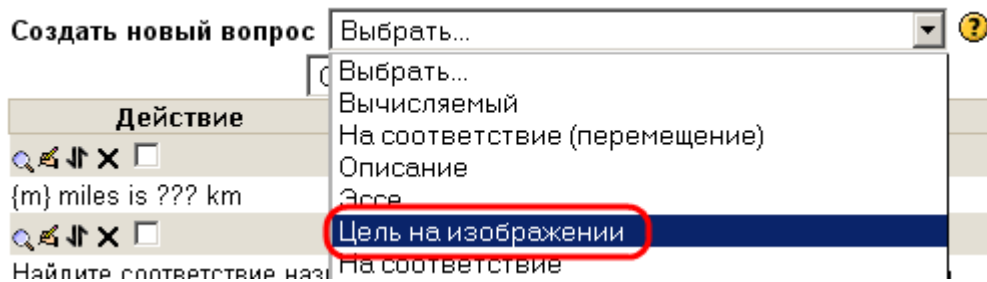 Создать новый вопрос Выбрать...
Выбрать...
Действие Вычисляемый
На соответствие (перемещение)
Описание
{m} miles is ??? km Эссе
Цель на изображении
Найдите соответствие На соответствие